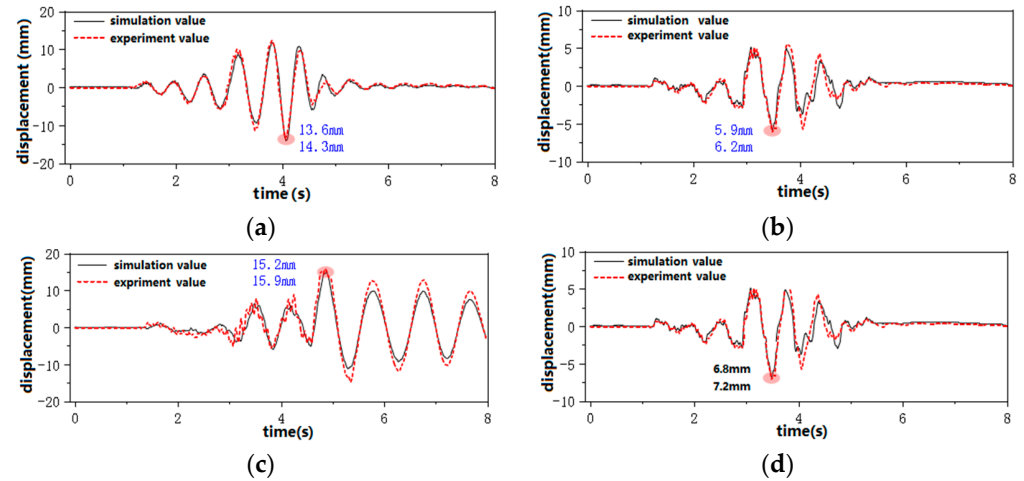 simulation value
experiment value
displacement (mm)
20
10
0
-10
-20
13.6mm
14.3mm
0
2
4
6
8
time(s)
(a)
simulation value
experiment value
displacement(mm)
10
5
0
-5
-10
5.9mm
6.2mm
0
2
4
6
8
time(s)
(b)
simulation value
expriment value
displacement(mm)
20
10
0
-10
-20
15.2mm
15.9mm
0
2
4
6
8
time(s)
(c)
simulation value
experiment value
displacement(mm)
10
5
0
-5
-10
6.8mm
7.2mm
0
2
4
6
8
time(s)
(d)